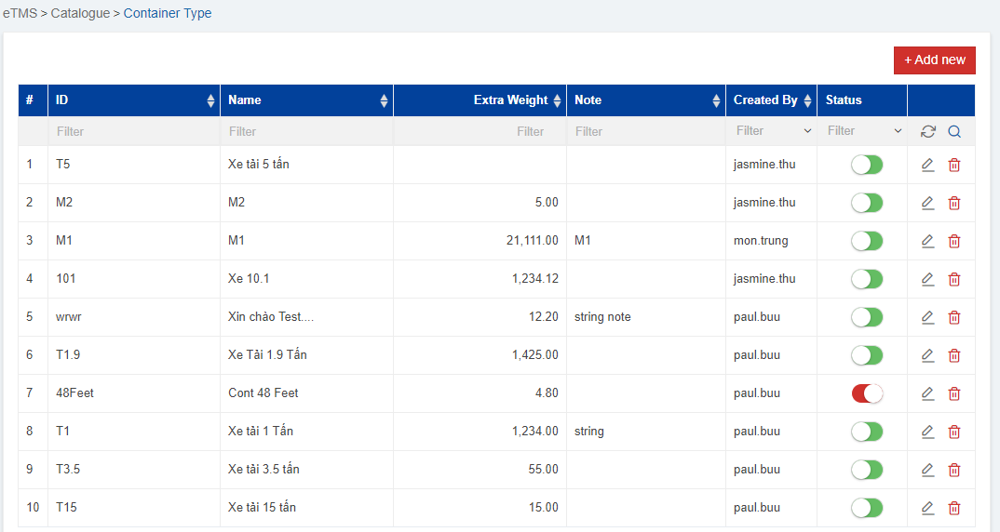 eTMS > Catalogue > Container Type
+ Add new
# ID Name Extra Weight Note Created By Status
Filter Filter Filter Filter Filter Filter
1 T5 Xe tải 5 tấn jasmine.thu
2 M2 M2 5.00 jasmine.thu
3 M1 M1 21,111.00 M1 mon.trung
4 101 Xe 10.1 1,234.12 jasmine.thu
5 wrwr Xin chào Test.... 12.20 string note paul.buu
6 T1.9 Xe Tải 1.9 Tấn 1,425.00 paul.buu
7 48Feet Cont 48 Feet 4.80 paul.buu
8 T1 Xe tải 1 Tấn 1,234.00 string paul.buu
9 T3.5 Xe tải 3.5 tấn 55.00 paul.buu
10 T15 Xe tải 15 tấn 15.00 paul.buu